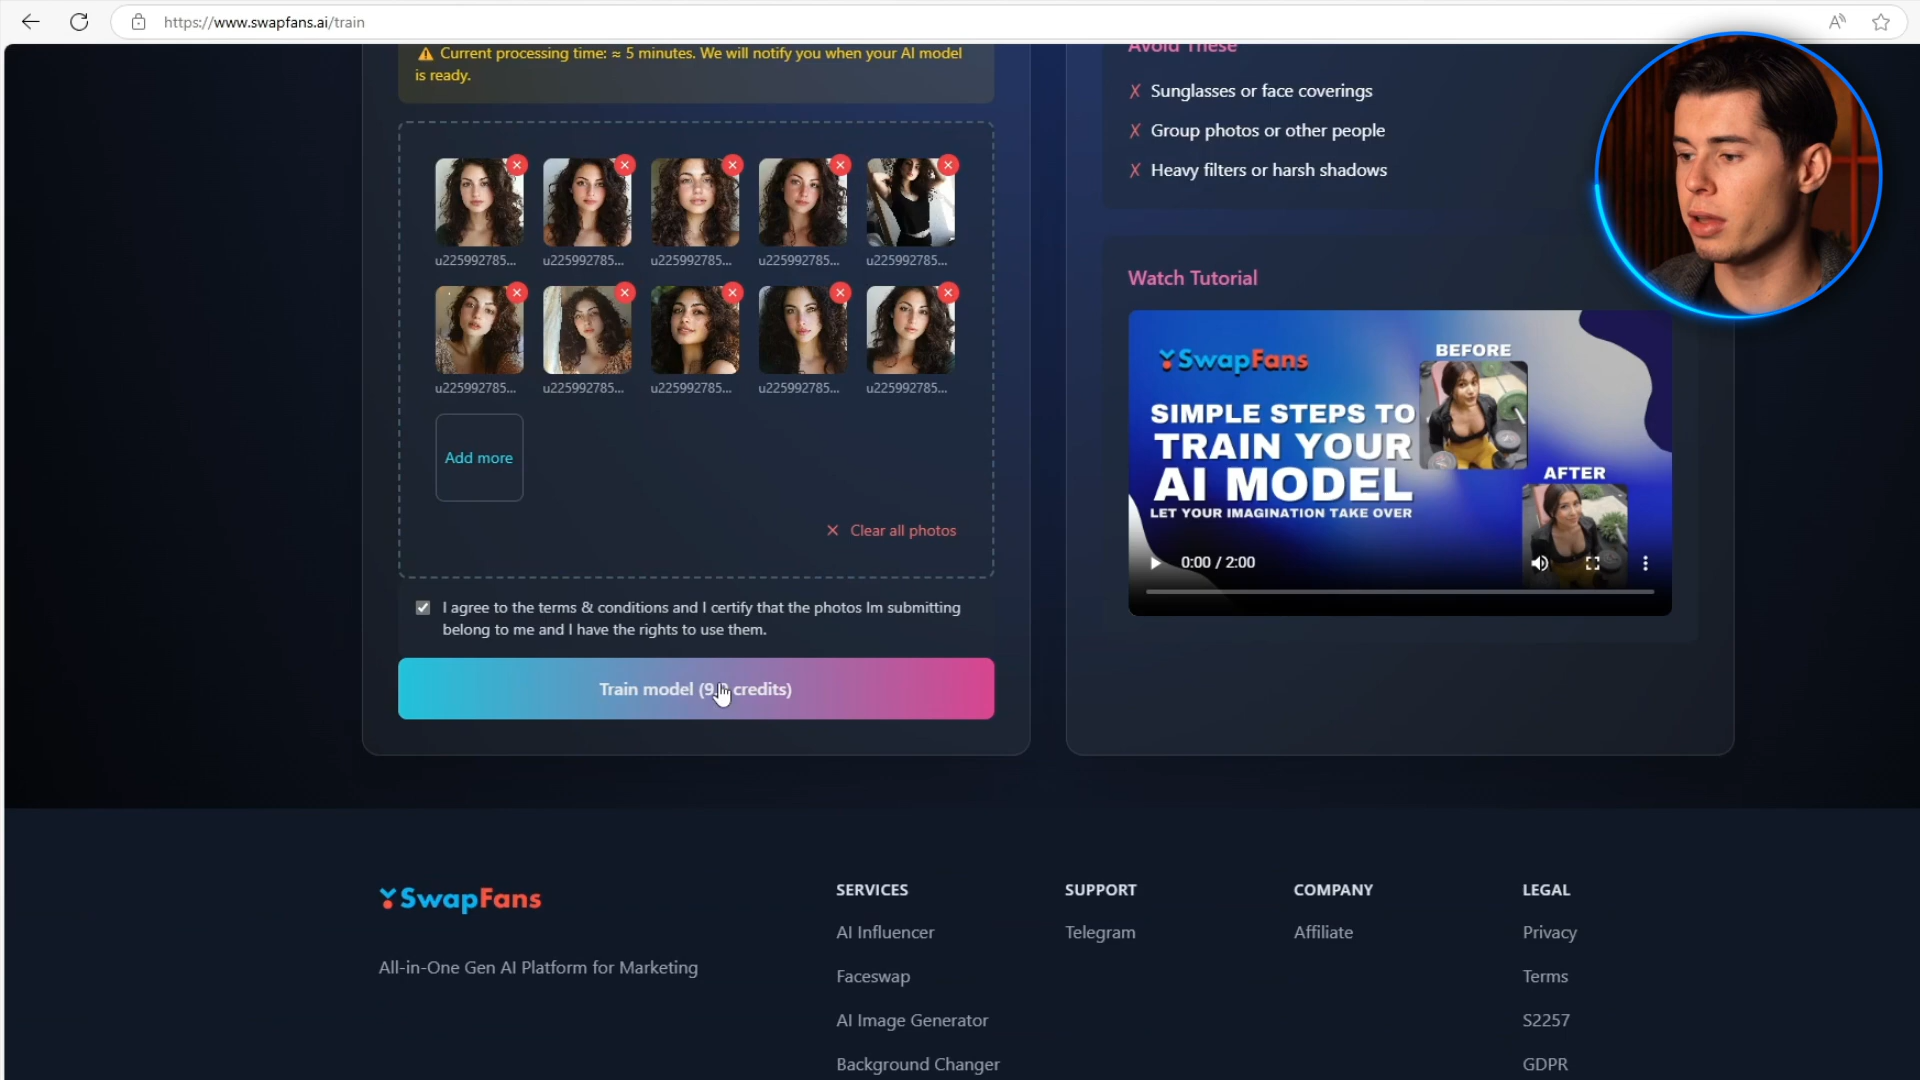 https://www.swapfans.ai/train
Current processing time: ≈ 5 minutes. We will notify you when your AI model
is ready.
u225992785... u225992785... u225992785... u225992785... u225992785...
u225992785... u225992785... u225992785... u225992785... u225992785...
Add more
Clear all photos
I agree to the terms & conditions and I certify that the photos Im submitting
belong to me and I have the rights to use them.
Train model (9. credits)
Avoid These
Sunglasses or face coverings
Group photos or other people
Heavy filters or harsh shadows
Watch Tutorial
SwapFans
BEFORE
SIMPLE STEPS TO
TRAIN YOUR
AI MODEL
LET YOUR IMAGINATION TAKE OVER
AFTER
0:00 / 2:00
SwapFans
All-in-One Gen AI Platform for Marketing
SERVICES
AI Influencer
Faceswap
AI Image Generator
Background Changer
SUPPORT
Telegram
COMPANY
Affiliate
LEGAL
Privacy
Terms
S2257
GDPR